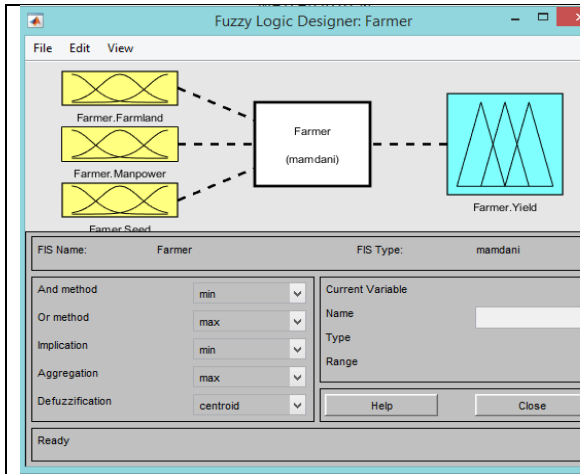 Fuzzy Logic Designer: Farmer
File Edit View
Farmer.Farmland
Farmer.Manpower
Farmer.Seed
Farmer
(mamdani)
Farmer.Yield
FIS Name: Farmer FIS Type: mamdani
And method min
Or method max
Implication min
Aggregation max
Defuzzification centroid
Current Variable
Name
Type
Range
Help Close
Ready